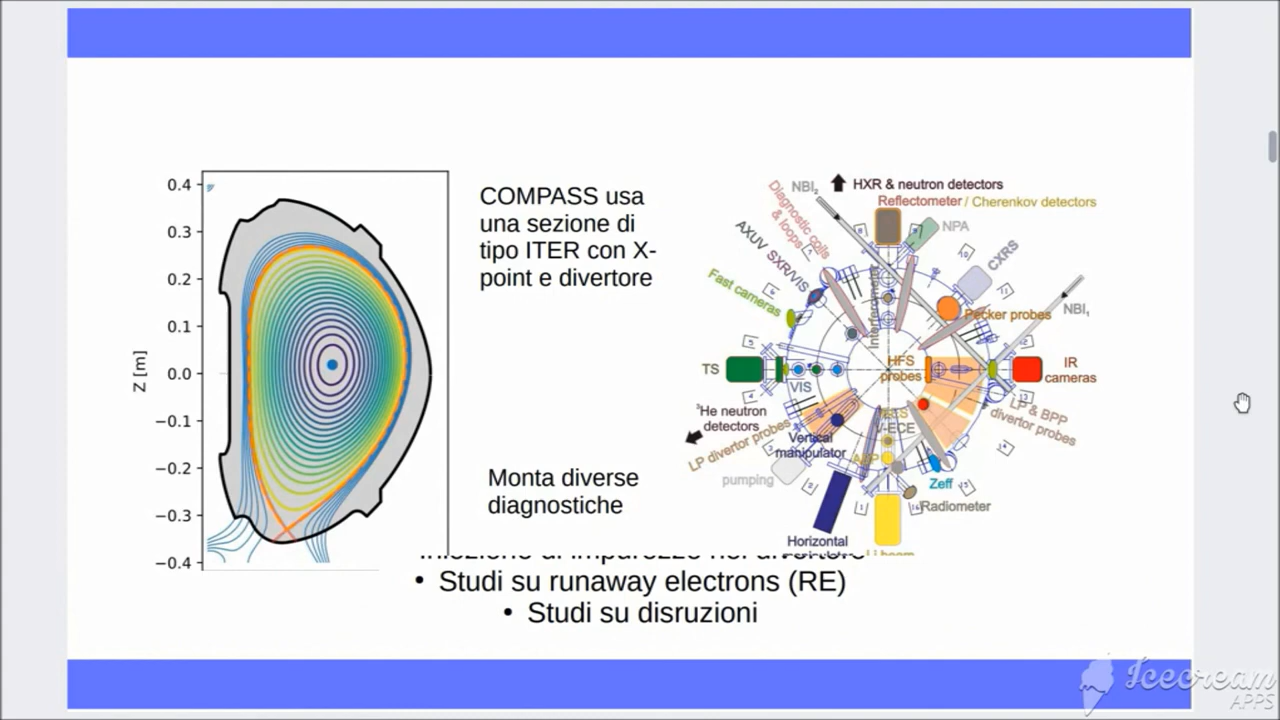 0.4
0.3
0.2
0.1
0.0
−0.1
−0.2
−0.3
−0.4
Z [m]
COMPASS usa
una sezione di
tipo ITER con X-
point e divertore
Monta diverse
diagnostiche
NBI2
HXR & neutron detectors
Reflectometer / Cherenkov detectors
Diagnostic coils
& loops
NPA
AXUV SXR/VIS
CXRS
Fast cameras
Interferometer
Pecker probes
NBI1
TS
VIS
HFS
probes
IR
cameras
3He neutron
detectors
LP & BPP
divertor probes
LP divertor probes
Vertical
manipulator
pumping
Zeff
Radiometer
Horizontal
• Studi su runaway electrons (RE)
• Studi su disruzioni
Icecream
APPS